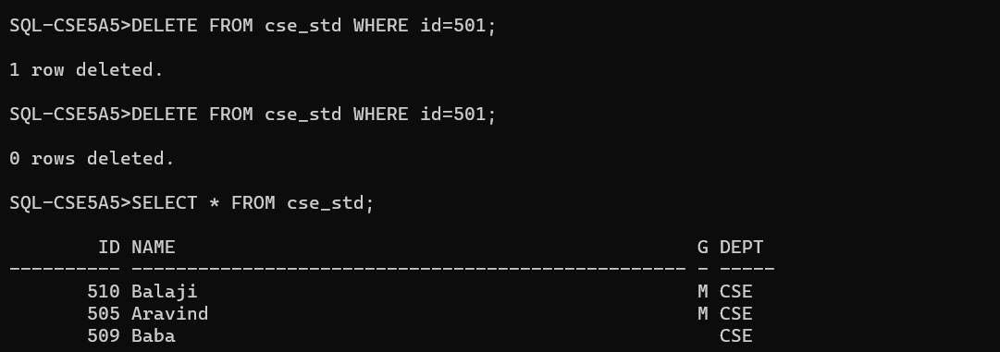 SQL-CSE5A5>DELETE FROM cse_std WHERE id=501;
1 row deleted.
SQL-CSE5A5>DELETE FROM cse_std WHERE id=501;
0 rows deleted.
SQL-CSE5A5>SELECT * FROM cse_std;
        ID NAME                                               G DEPT
---------- -------------------------------------------------- - -----
       510 Balaji                                             M CSE
       505 Aravind                                            M CSE
       509 Baba                                                 CSE